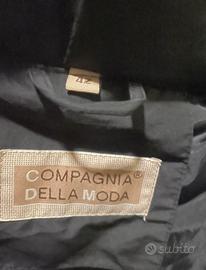 42
COMPAGNIA®
DELLA MODA
subito